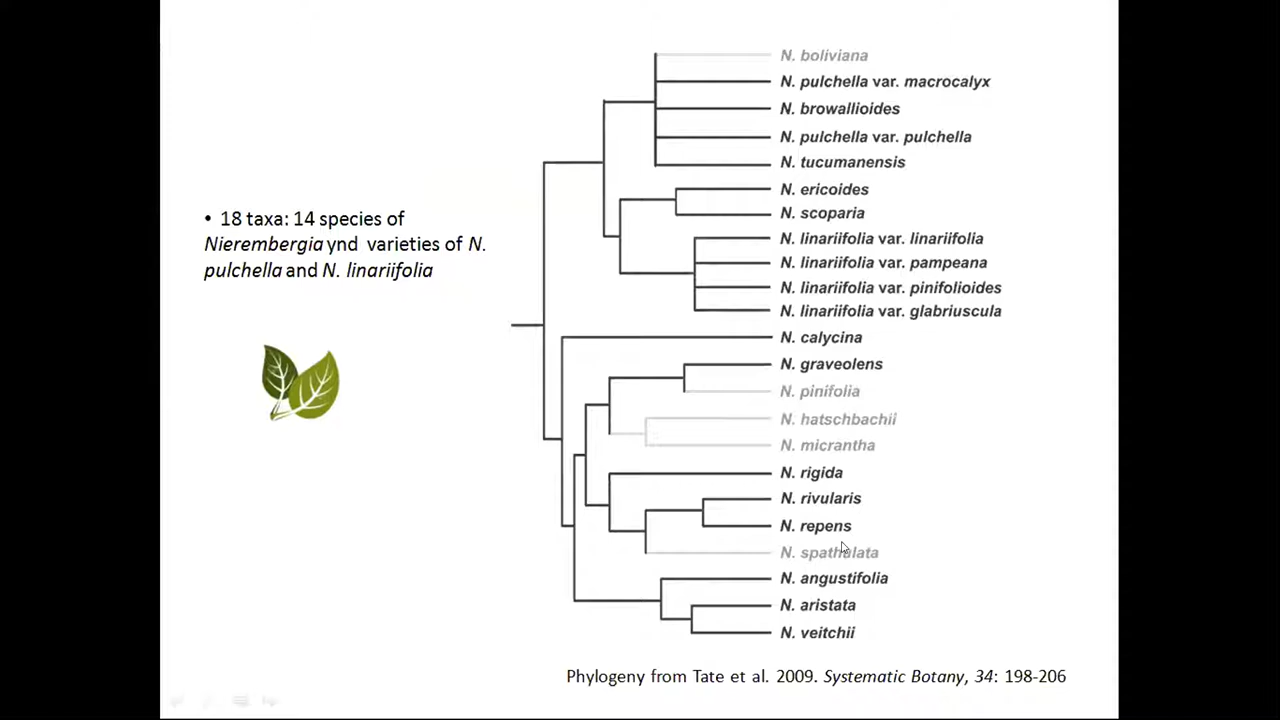 N. boliviana
N. pulchella var. macrocalyx
N. browallioides
N. pulchella var. pulchella
N. tucumanensis
N. ericoides
N. scoparia
• 18 taxa: 14 species of
Nierembergia ynd varieties of N.
pulchella and N. linariifolia
N. linariifolia var. linariifolia
N. linariifolia var. pampeana
N. linariifolia var. pinifolioides
N. linariifolia var. glabriuscula
N. calycina
N. graveolens
N. pinifolia
N. hatschbachii
N. micrantha
N. rigida
N. rivularis
N. repens
N. spathulata
N. angustifolia
N. aristata
N. veitchii
Phylogeny from Tate et al. 2009. Systematic Botany, 34: 198-206